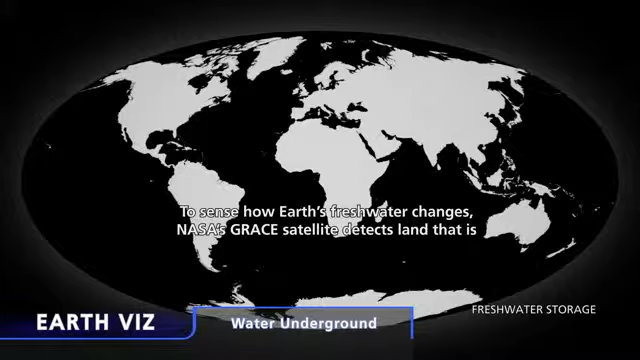 To sense how Earth's freshwater changes,
NASA's GRACE satellite detects land that is
FRESHWATER STORAGE
EARTH VIZ
Water Underground